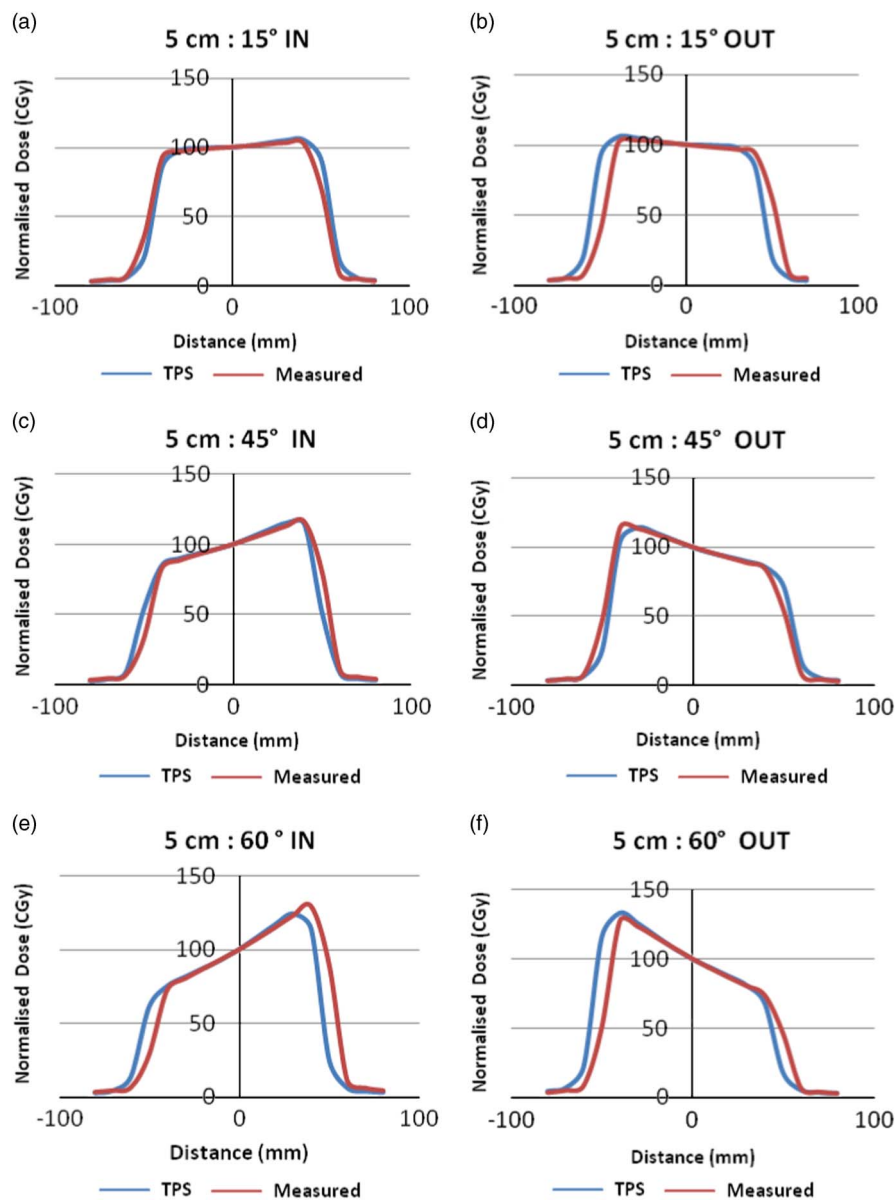 (a)
5 cm : 15° IN
Normalised Dose (CGy)
150
100
50
0
-100 0 100
Distance (mm)
TPS Measured
(b)
5 cm : 15° OUT
Normalised Dose (CGy)
150
100
50
0
-100 0 100
Distance (mm)
TPS Measured
(c)
5 cm : 45° IN
Normalised Dose (CGy)
150
100
50
0
-100 0 100
Distance (mm)
TPS Measured
(d)
5 cm : 45° OUT
Normalised Dose (CGy)
150
100
50
0
-100 0 100
Distance (mm)
TPS Measured
(e)
5 cm : 60 ° IN
Normalised Dose (CGy)
150
100
50
0
-100 0 100
Distance (mm)
TPS Measured
(f)
5 cm : 60° OUT
Normalised Dose (CGy)
150
100
50
0
-100 0 100
Distance (mm)
TPS Measured